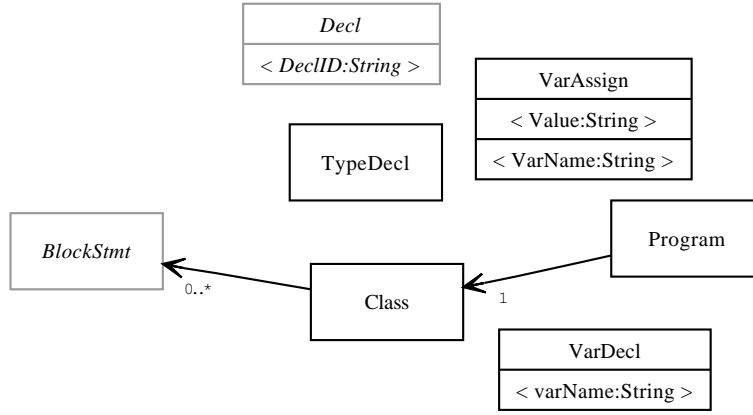 Decl
< DeclID:String >
VarAssign
< Value:String >
< VarName:String >
TypeDecl
BlockStmt
Program
0..*
Class
1
VarDecl
< varName:String >